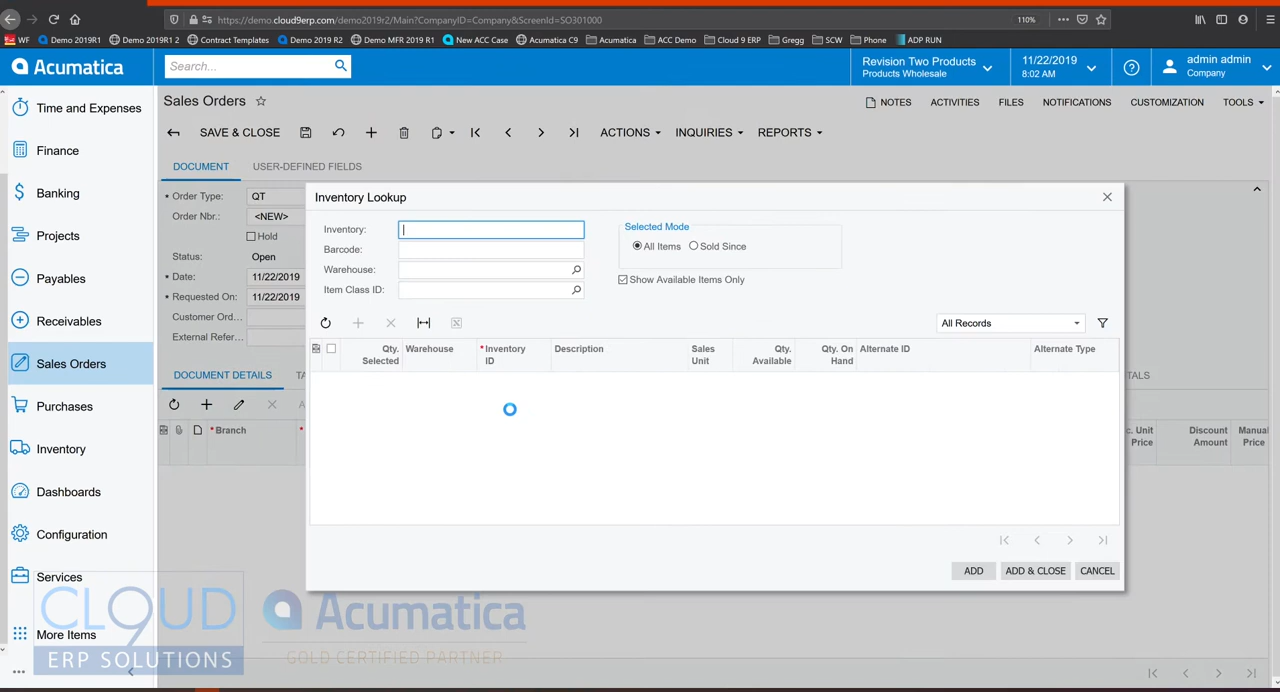 https://demo.cloud9erp.com/demo2019r2/Main?CompanyID=Company&ScreenId=SO301000
110%
WF Demo 2019R1 Demo 2019R1 2 Contract Templates Demo 2019 R2 Demo MFR 2019 R1 New ACC Case Acumatica C9 Acumatica ACC Demo Cloud 9 ERP Gregg SCW Phone ADP RUN
Acumatica
Search...
Revision Two Products
Products Wholesale
11/22/2019
8:02 AM
admin admin
Company
Time and Expenses
Finance
Banking
Projects
Payables
Receivables
Sales Orders
Purchases
Inventory
Dashboards
Configuration
Services
More Items
Sales Orders
NOTES ACTIVITIES FILES NOTIFICATIONS CUSTOMIZATION TOOLS
SAVE & CLOSE ACTIONS INQUIRIES REPORTS
DOCUMENT USER-DEFINED FIELDS
* Order Type: QT
Order Nbr.: <NEW>
Hold
Status: Open
* Date: 11/22/2019
* Requested On: 11/22/2019
Customer Ord...
External Refer...
DOCUMENT DETAILS TA
TALS
* Branch *
c. Unit Price
Discount Amount
Manual Price
Inventory Lookup
Inventory:
Barcode:
Warehouse:
Item Class ID:
Selected Mode
All Items Sold Since
Show Available Items Only
All Records
Qty. Selected
Warehouse
* Inventory ID
Description
Sales Unit
Qty. Available
Qty. On Hand
Alternate ID
Alternate Type
ADD ADD & CLOSE CANCEL
CLOUD 9
ERP SOLUTIONS
Acumatica
GOLD CERTIFIED PARTNER